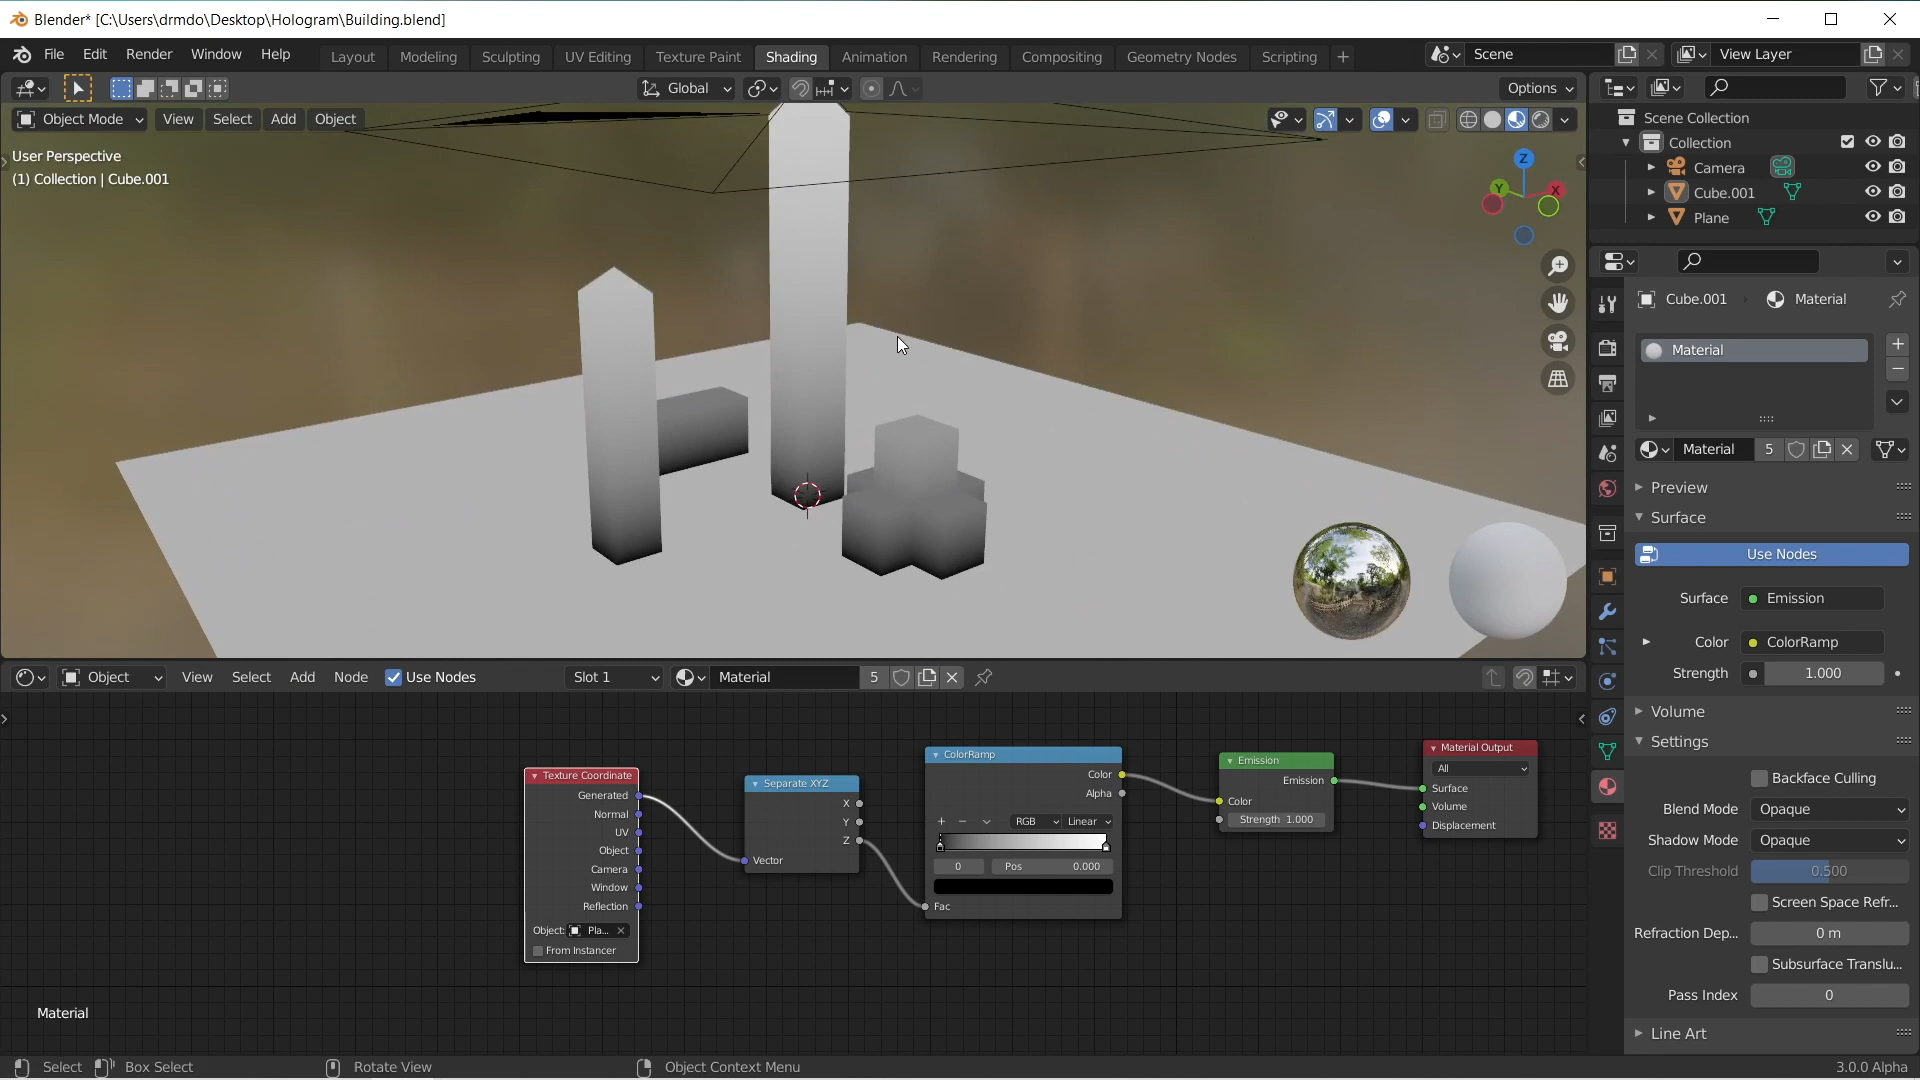 Blender* [C:\Users\drmdo\Desktop\Hologram\Building.blend]
File Edit Render Window Help Layout Modeling Sculpting UV Editing Texture Paint Shading Animation Rendering Compositing Geometry Nodes Scripting + Scene View Layer
Global Options
Object Mode View Select Add Object
User Perspective
(1) Collection | Cube.001
Z
Y
X
Scene Collection
Collection
Camera
Cube.001
Plane
Cube.001 Material
Material
Material 5
Preview
Surface
Use Nodes
Surface Emission
Color ColorRamp
Strength 1.000
Volume
Settings
Backface Culling
Blend Mode Opaque
Shadow Mode Opaque
Clip Threshold 0.500
Screen Space Refr...
Refraction Dep... 0 m
Subsurface Translu...
Pass Index 0
Line Art
Object View Select Add Node Use Nodes Slot 1 Material 5
Texture Coordinate
Generated
Normal
UV
Object
Camera
Window
Reflection
Object: Pla...
From Instancer
Separate XYZ
X
Y
Z
Vector
ColorRamp
Color
Alpha
+ − RGB Linear
0 Pos 0.000
Fac
Emission
Emission
Color
Strength 1.000
Material Output
All
Surface
Volume
Displacement
Material
Select Box Select Rotate View Object Context Menu 3.0.0 Alpha